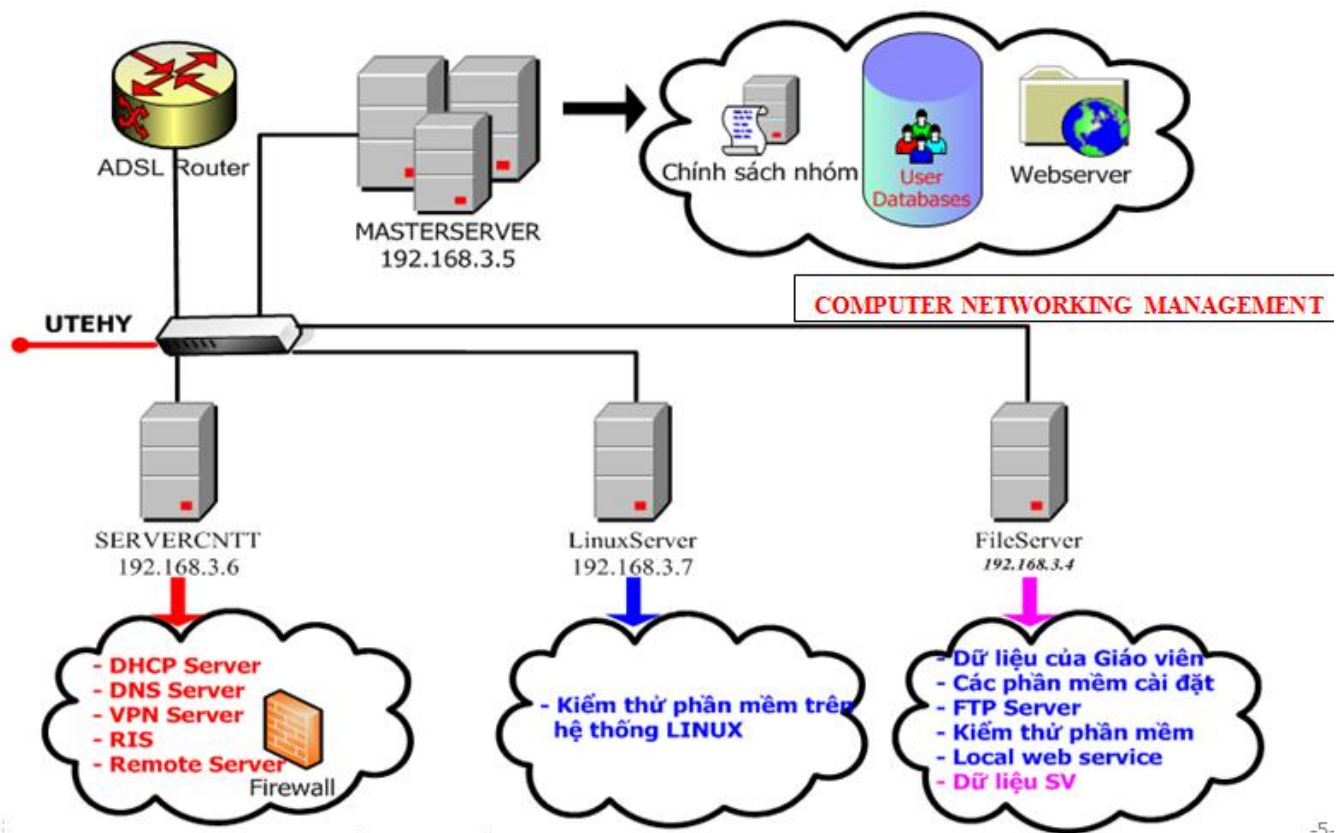 ADSL Router
MASTERSERVER
192.168.3.5
Chính sách nhóm
User
Databases
Webserver
COMPUTER NETWORKING MANAGEMENT
UTEHY
SERVERCNTT
192.168.3.6
LinuxServer
192.168.3.7
FileServer
192.168.3.4
- DHCP Server
- DNS Server
- VPN Server
- RIS
- Remote Server
Firewall
- Kiểm thử phần mềm trên
hệ thống LINUX
- Dữ liệu của Giáo viên
- Các phần mềm cài đặt
- FTP Server
- Kiểm thử phần mềm
- Local web service
- Dữ liệu SV
-5-